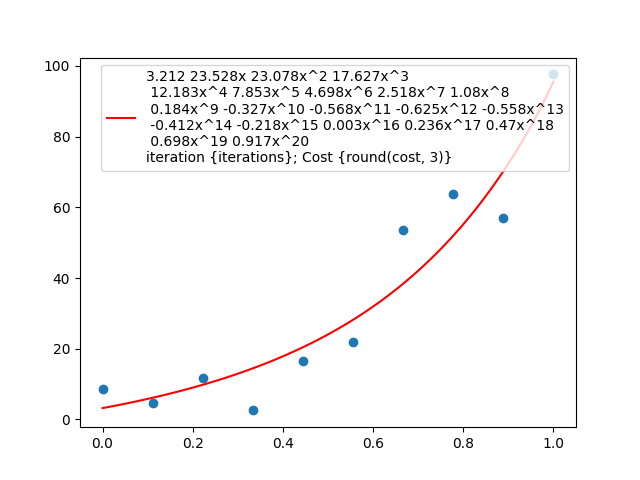 100
80
60
40
20
0
3.212 23.528x 23.078x^2 17.627x^3
12.183x^4 7.853x^5 4.698x^6 2.518x^7 1.08x^8
0.184x^9 -0.327x^10 -0.568x^11 -0.625x^12 -0.558x^13
-0.412x^14 -0.218x^15 0.003x^16 0.236x^17 0.47x^18
0.698x^19 0.917x^20
iteration {iterations}; Cost {round(cost, 3)}
0.0 0.2 0.4 0.6 0.8 1.0